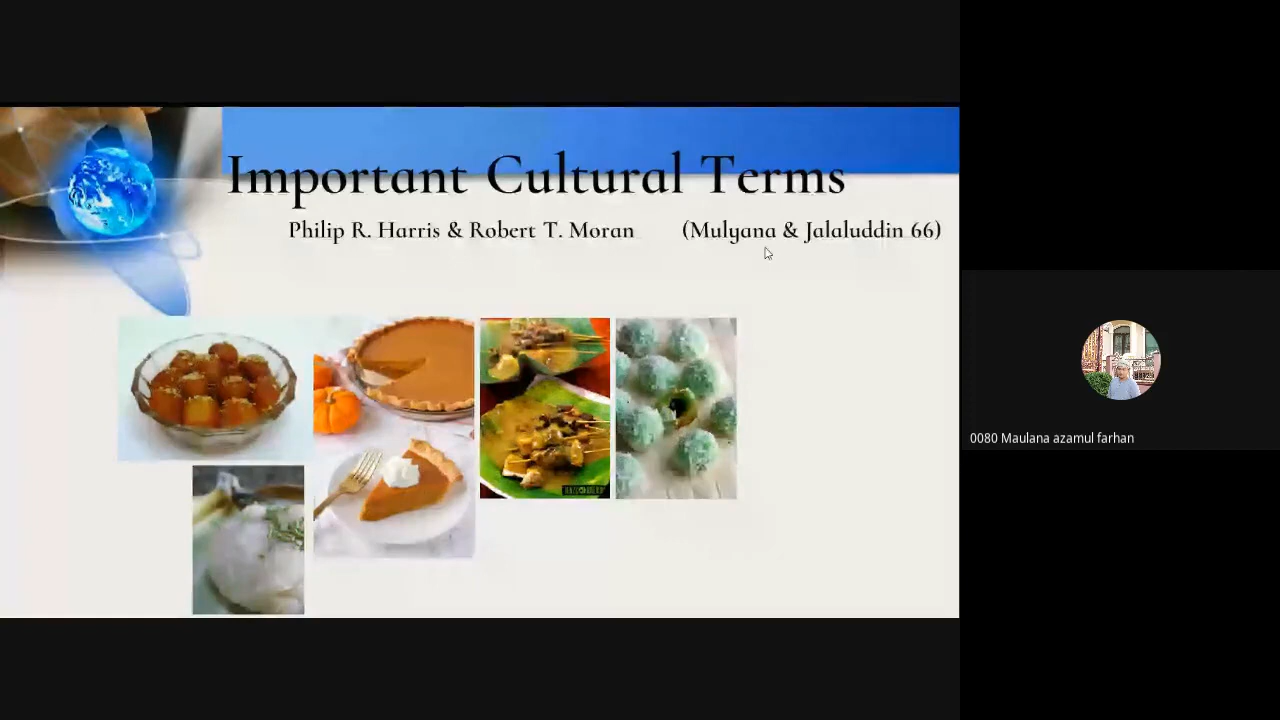 Important Cultural Terms
Philip R. Harris & Robert T. Moran (Mulyana & Jalaluddin 66)
0080 Maulana azamul farhan